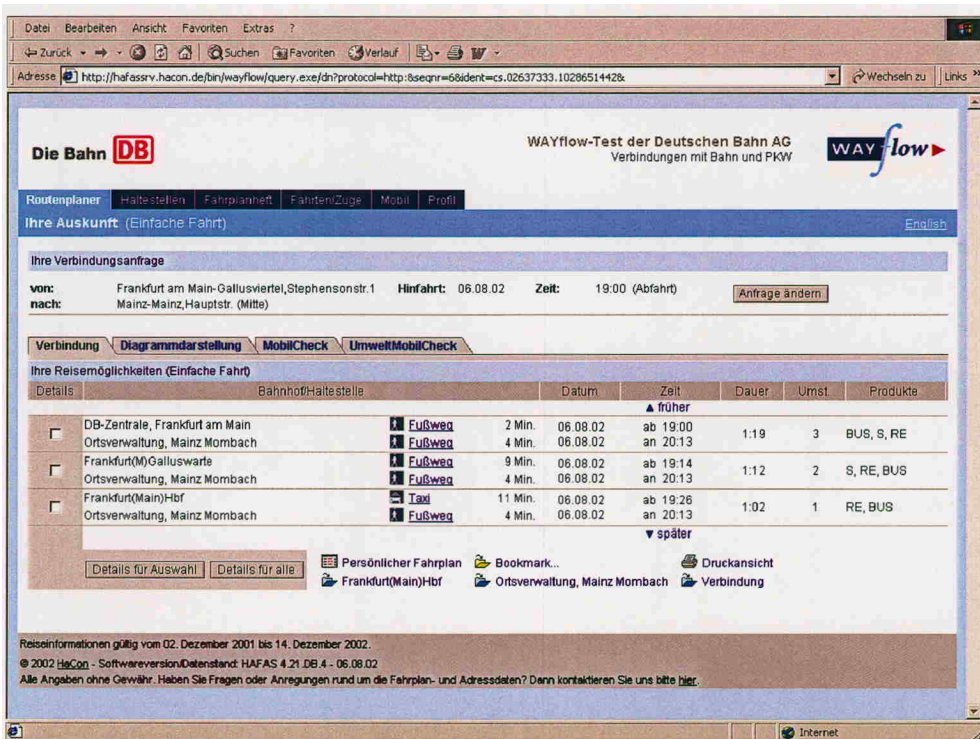 Datei Bearbeiten Ansicht Favoriten Extras ?
Zurück Suchen Favoriten Verlauf
Adresse http://hafassrv.hacon.de/bin/wayflow/query.exe/dn?protocol=http:&seqnr=6&ident=cs.02637333.1028651442& Wechseln zu Links »
Die Bahn DB
WAYflow-Test der Deutschen Bahn AG
Verbindungen mit Bahn und PKW
WAYflow
Routenplaner Haltestellen Fahrplanheft Fahrten/Züge Mobil Profil
Ihre Auskunft (Einfache Fahrt) English
Ihre Verbindungsanfrage
von: Frankfurt am Main-Gallusviertel,Stephensonstr.1 Hinfahrt: 06.08.02 Zeit: 19:00 (Abfahrt) Anfrage ändern
nach: Mainz-Mainz,Hauptstr. (Mitte)
Verbindung Diagrammdarstellung MobilCheck UmweltMobilCheck
Ihre Reisemöglichkeiten (Einfache Fahrt)
Details Bahnhof/Haltestelle Datum Zeit Dauer Umst. Produkte
▲ früher
DB-Zentrale, Frankfurt am Main Fußweg 2 Min. 06.08.02 ab 19:00 1:19 3 BUS, S, RE
Ortsverwaltung, Mainz Mombach Fußweg 4 Min. 06.08.02 an 20:13
Frankfurt(M)Galluswarte Fußweg 9 Min. 06.08.02 ab 19:14 1:12 2 S, RE, BUS
Ortsverwaltung, Mainz Mombach Fußweg 4 Min. 06.08.02 an 20:13
Frankfurt(Main)Hbf Taxi 11 Min. 06.08.02 ab 19:26 1:02 1 RE, BUS
Ortsverwaltung, Mainz Mombach Fußweg 4 Min. 06.08.02 an 20:13
▼ später
Details für Auswahl Details für alle Persönlicher Fahrplan Bookmark... Druckansicht
Frankfurt(Main)Hbf Ortsverwaltung, Mainz Mombach Verbindung
Reiseinformationen gültig vom 02. Dezember 2001 bis 14. Dezember 2002.
© 2002 HaCon - Softwareversion/Datenstand: HAFAS 4.21.DB.4 - 06.08.02
Alle Angaben ohne Gewähr. Haben Sie Fragen oder Anregungen rund um die Fahrplan- und Adressdaten? Dann kontaktieren Sie uns bitte hier.
Internet